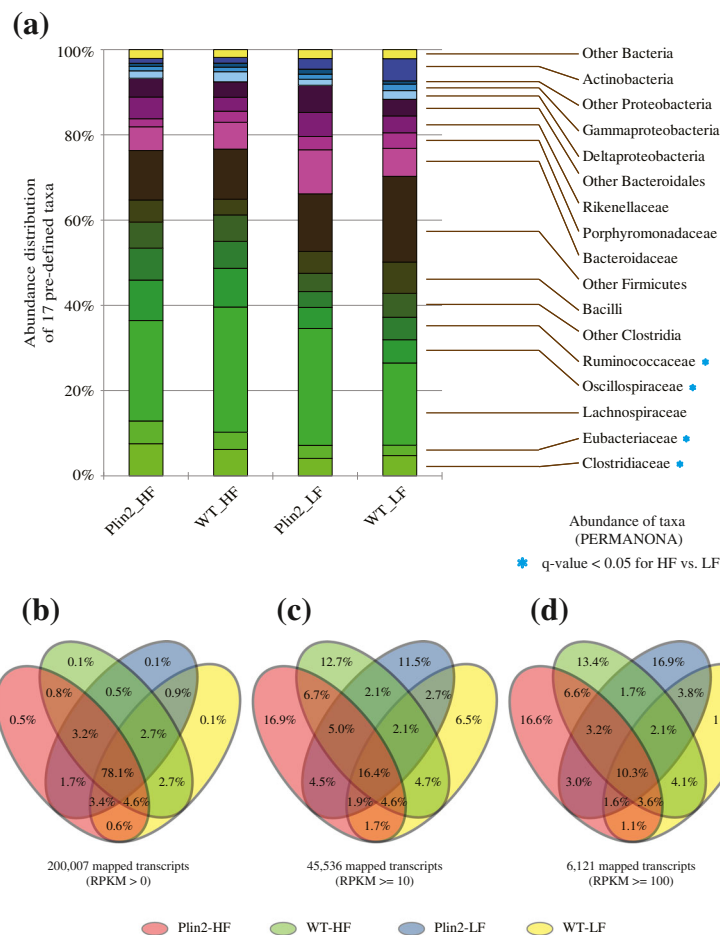 (a)
100%
80%
60%
40%
20%
0%
Abundance distribution
of 17 pre-defined taxa
Plin2_HF
WT_HF
Plin2_LF
WT_LF
Other Bacteria
Actinobacteria
Other Proteobacteria
Gammaproteobacteria
Deltaproteobacteria
Other Bacteroidales
Rikenellaceae
Porphyromonadaceae
Bacteroidaceae
Other Firmicutes
Bacilli
Other Clostridia
Ruminococcaceae *
Oscillospiraceae *
Lachnospiraceae
Eubacteriaceae *
Clostridiaceae *
Abundance of taxa
(PERMANONA)
* q-value < 0.05 for HF vs. LF
(b)
0.1% 0.1%
0.8% 0.5% 0.9%
0.5% 0.1%
3.2% 2.7%
78.1%
1.7% 2.7%
3.4% 4.6%
0.6%
200,007 mapped transcripts
(RPKM > 0)
(c)
12.7% 11.5%
6.7% 2.1% 2.7%
16.9% 6.5%
5.0% 2.1%
16.4%
4.5% 4.7%
1.9% 4.6%
1.7%
45,536 mapped transcripts
(RPKM >= 10)
(d)
13.4% 16.9%
6.6% 1.7% 3.8%
16.6% 1
3.2% 2.1%
10.3%
3.0% 4.1%
1.6% 3.6%
1.1%
6,121 mapped transcripts
(RPKM >= 100)
Plin2-HF WT-HF Plin2-LF WT-LF